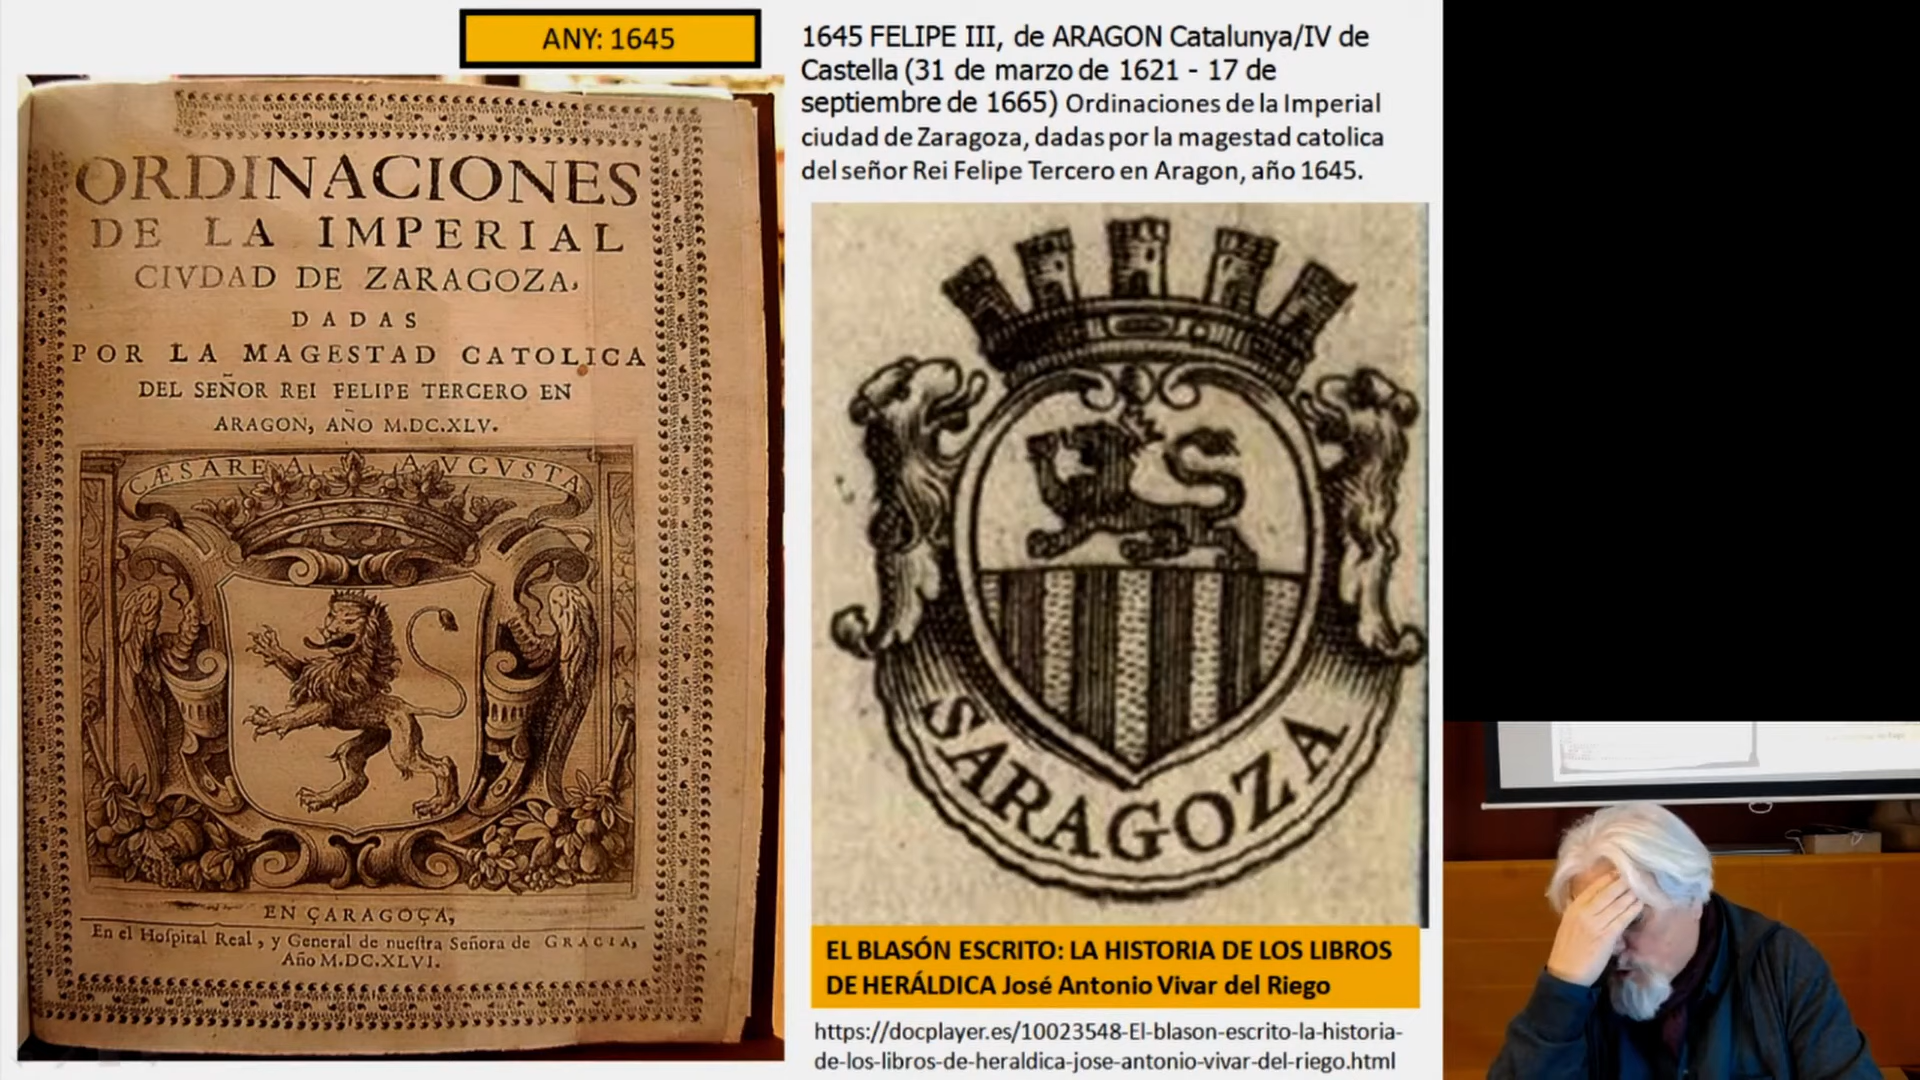 ANY: 1645
1645 FELIPE III, de ARAGON Catalunya/IV de
Castella (31 de marzo de 1621 - 17 de
septiembre de 1665) Ordinaciones de la Imperial
ciudad de Zaragoza, dadas por la magestad catolica
del señor Rei Felipe Tercero en Aragon, año 1645.
ORDINACIONES
DE LA IMPERIAL
CIVDAD DE ZARAGOZA,
DADAS
POR LA MAGESTAD CATOLICA
DEL SEÑOR REI FELIPE TERCERO EN
ARAGON, AÑO M.DC.XLV.
CÆSAREA AVGVSTA
EN ÇARAGOÇA,
En el Hoſpital Real, y General de nueſtra Señora de GRACIA,
Año M.DC.XLVI.
SARAGOZA
EL BLASÓN ESCRITO: LA HISTORIA DE LOS LIBROS
DE HERÁLDICA José Antonio Vivar del Riego
https://docplayer.es/10023548-El-blason-escrito-la-historia-
de-los-libros-de-heraldica-jose-antonio-vivar-del-riego.html